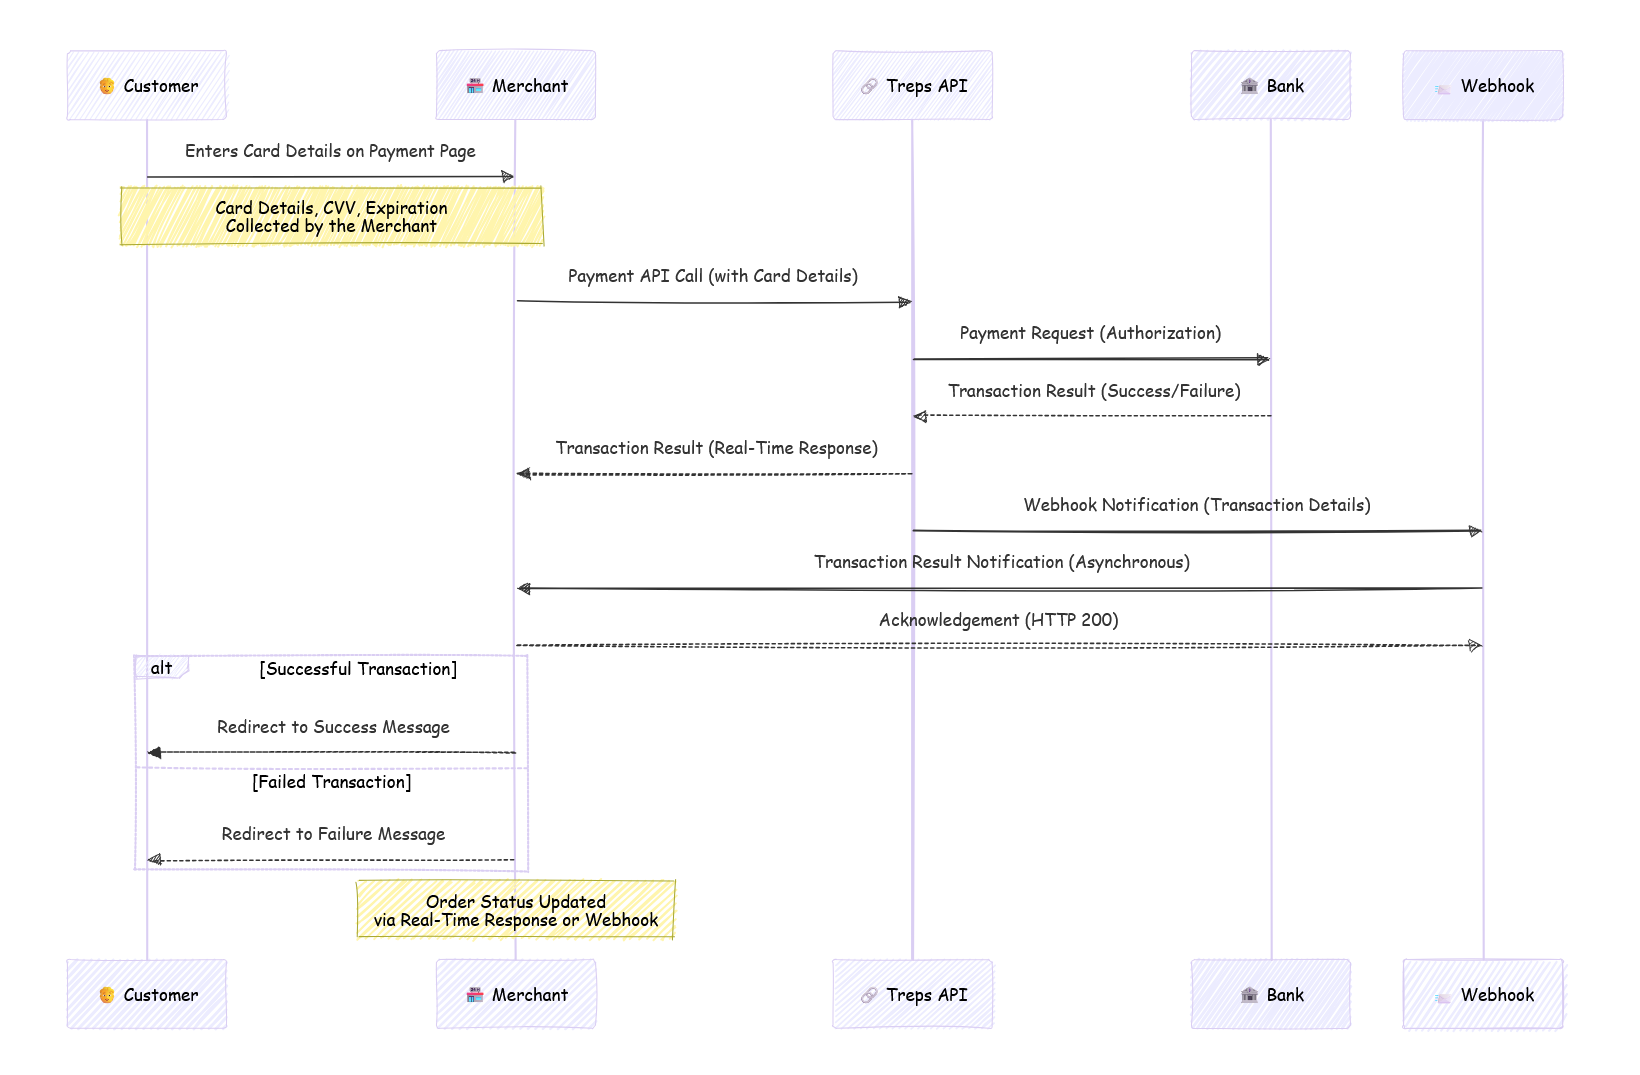 Customer
Merchant
Treps API
Bank
Webhook
Enters Card Details on Payment Page
Card Details, CVV, Expiration
Collected by the Merchant
Payment API Call (with Card Details)
Payment Request (Authorization)
Transaction Result (Success/Failure)
Transaction Result (Real-Time Response)
Webhook Notification (Transaction Details)
Transaction Result Notification (Asynchronous)
Acknowledgement (HTTP 200)
alt
[Successful Transaction]
Redirect to Success Message
[Failed Transaction]
Redirect to Failure Message
Order Status Updated
via Real-Time Response or Webhook
Customer
Merchant
Treps API
Bank
Webhook